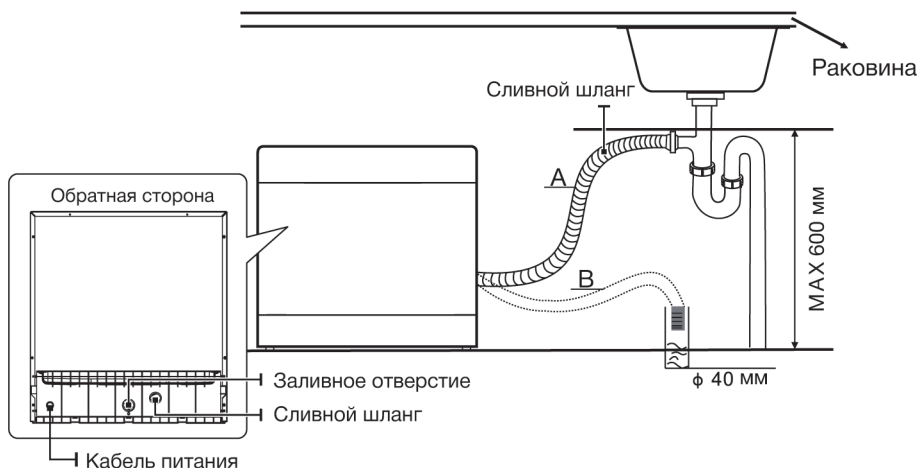 Раковина
Сливной шланг
A
Обратная сторона
B
MAX 600 мм
ф 40 мм
Заливное отверстие
Сливной шланг
Кабель питания